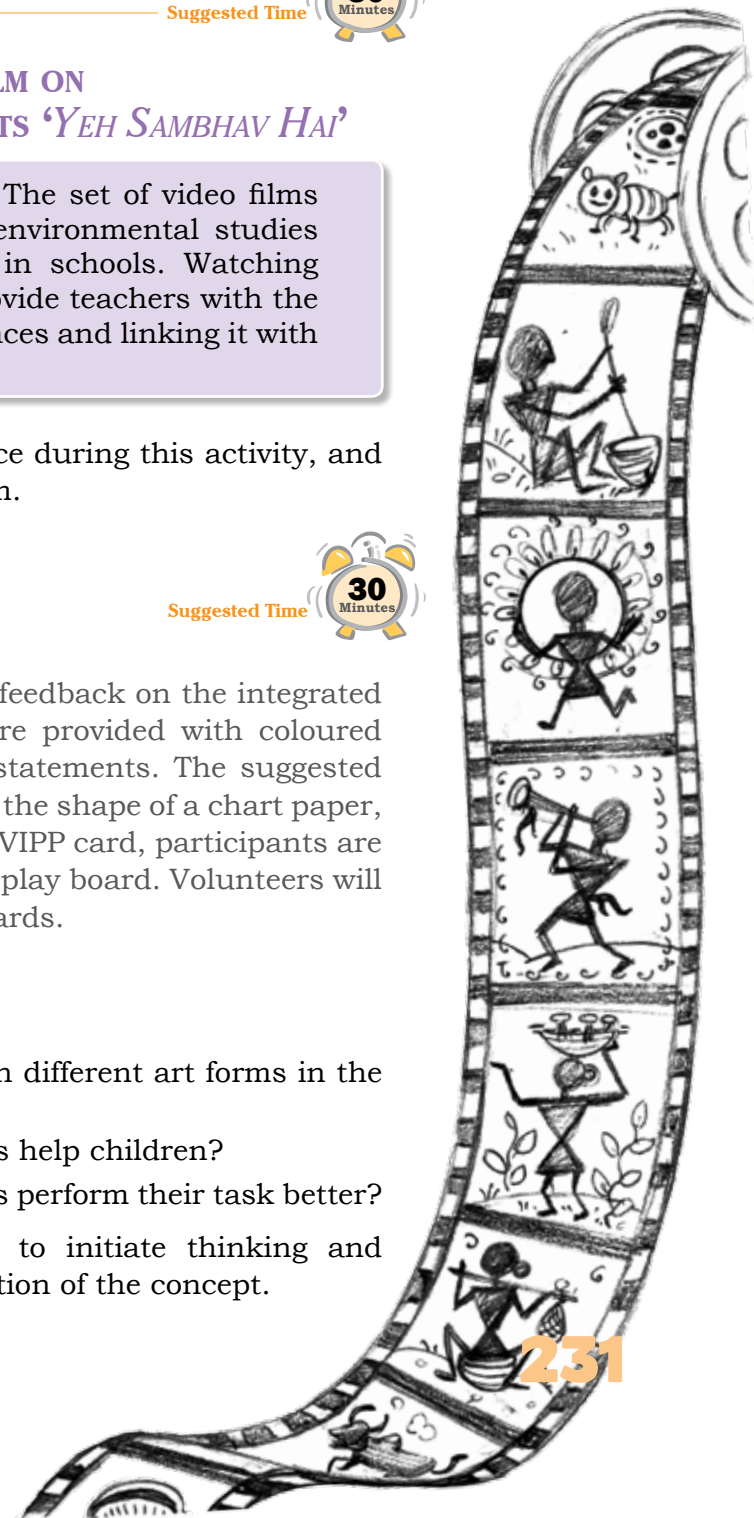 Suggested Time
Minutes
LM ON
TS ‘YEH SAMBHAV HAI’
The set of video films
environmental studies
in schools. Watching
ovide teachers with the
nces and linking it with
ce during this activity, and
n.
30
Suggested Time
Minutes
feedback on the integrated
re provided with coloured
statements. The suggested
the shape of a chart paper,
VIPP card, participants are
play board. Volunteers will
ards.
n different art forms in the
s help children?
s perform their task better?
to initiate thinking and
tion of the concept.
231